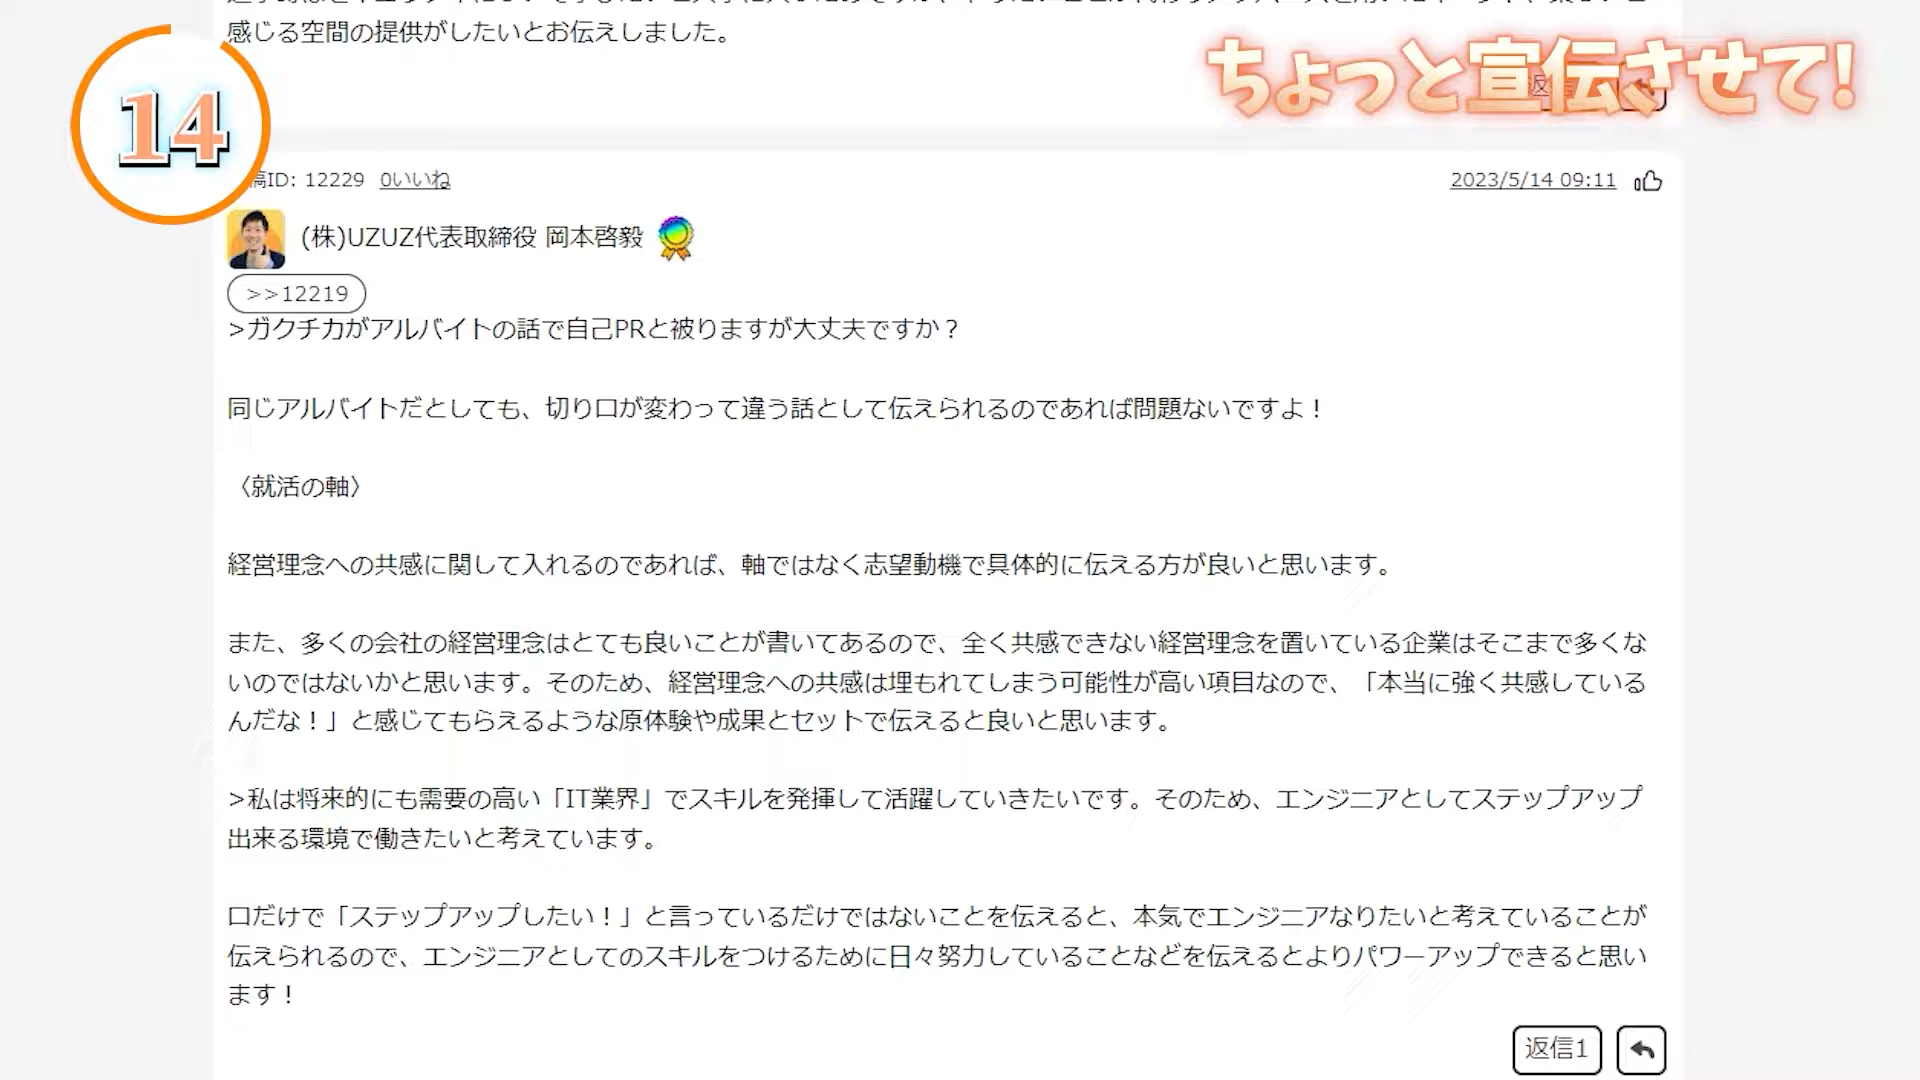 感じる空間の提供がしたいとお伝えしました。
ちょっと宣伝させて!
14
稿ID: 12229 0いいね
2023/5/14 09:11
(株)UZUZ代表取締役 岡本啓毅
>>12219
>ガクチカがアルバイトの話で自己PRと被りますが大丈夫ですか？
同じアルバイトだとしても、切り口が変わって違う話として伝えられるのであれば問題ないですよ！
〈就活の軸〉
経営理念への共感に関して入れるのであれば、軸ではなく志望動機で具体的に伝える方が良いと思います。
また、多くの会社の経営理念はとても良いことが書いてあるので、全く共感できない経営理念を置いている企業はそこまで多くな
いのではないかと思います。そのため、経営理念への共感は埋もれてしまう可能性が高い項目なので、「本当に強く共感している
んだな！」と感じてもらえるような原体験や成果とセットで伝えると良いと思います。
>私は将来的にも需要の高い「IT業界」でスキルを発揮して活躍していきたいです。そのため、エンジニアとしてステップアップ
出来る環境で働きたいと考えています。
口だけで「ステップアップしたい！」と言っているだけではないことを伝えると、本気でエンジニアなりたいと考えていることが
伝えられるので、エンジニアとしてのスキルをつけるために日々努力していることなどを伝えるとよりパワーアップできると思い
ます！
返信1